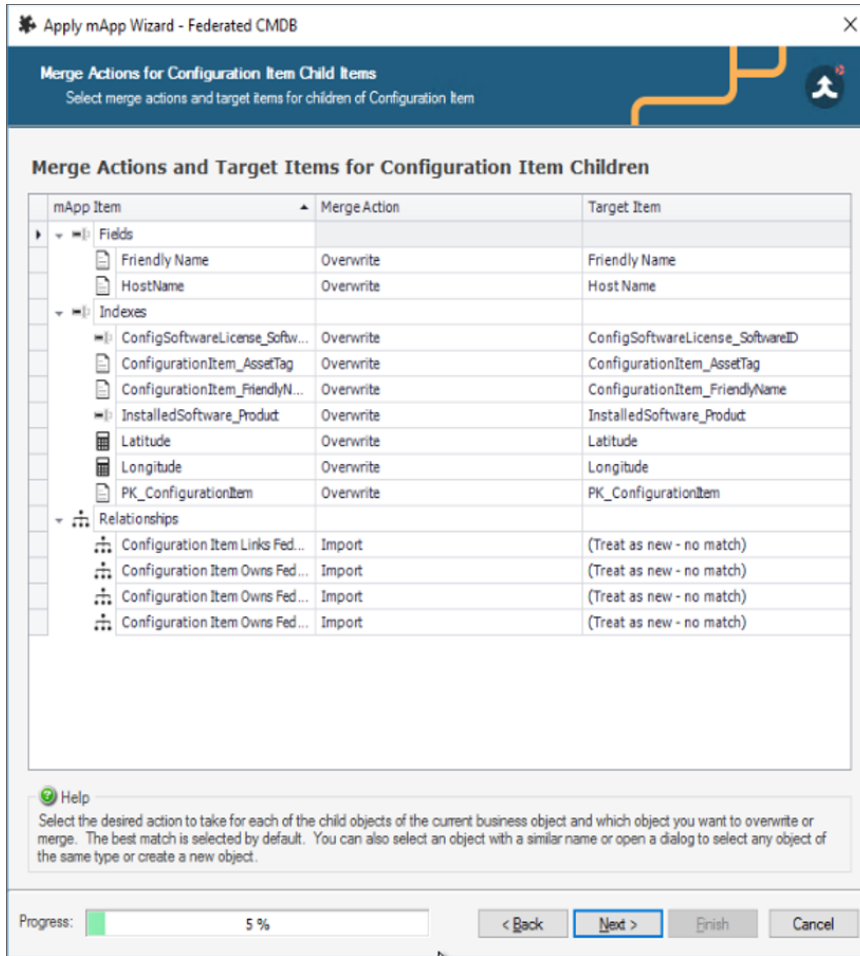 Apply mApp Wizard - Federated CMDB
Merge Actions for Configuration Item Child Items
Select merge actions and target items for children of Configuration Item
Merge Actions and Target Items for Configuration Item Children
mApp Item Merge Action Target Item
Fields
Friendly Name Overwrite Friendly Name
HostName Overwrite Host Name
Indexes
ConfigSoftwareLicense_Softw... Overwrite ConfigSoftwareLicense_SoftwareID
ConfigurationItem_AssetTag Overwrite ConfigurationItem_AssetTag
ConfigurationItem_FriendlyN... Overwrite ConfigurationItem_FriendlyName
InstalledSoftware_Product Overwrite InstalledSoftware_Product
Latitude Overwrite Latitude
Longitude Overwrite Longitude
PK_ConfigurationItem Overwrite PK_ConfigurationItem
Relationships
Configuration Item Links Fed... Import (Treat as new - no match)
Configuration Item Owns Fed... Import (Treat as new - no match)
Configuration Item Owns Fed... Import (Treat as new - no match)
Configuration Item Owns Fed... Import (Treat as new - no match)
Help
Select the desired action to take for each of the child objects of the current business object and which object you want to overwrite or
merge. The best match is selected by default. You can also select an object with a similar name or open a dialog to select any object of
the same type or create a new object.
Progress: 5 % < Back Next > Finish Cancel